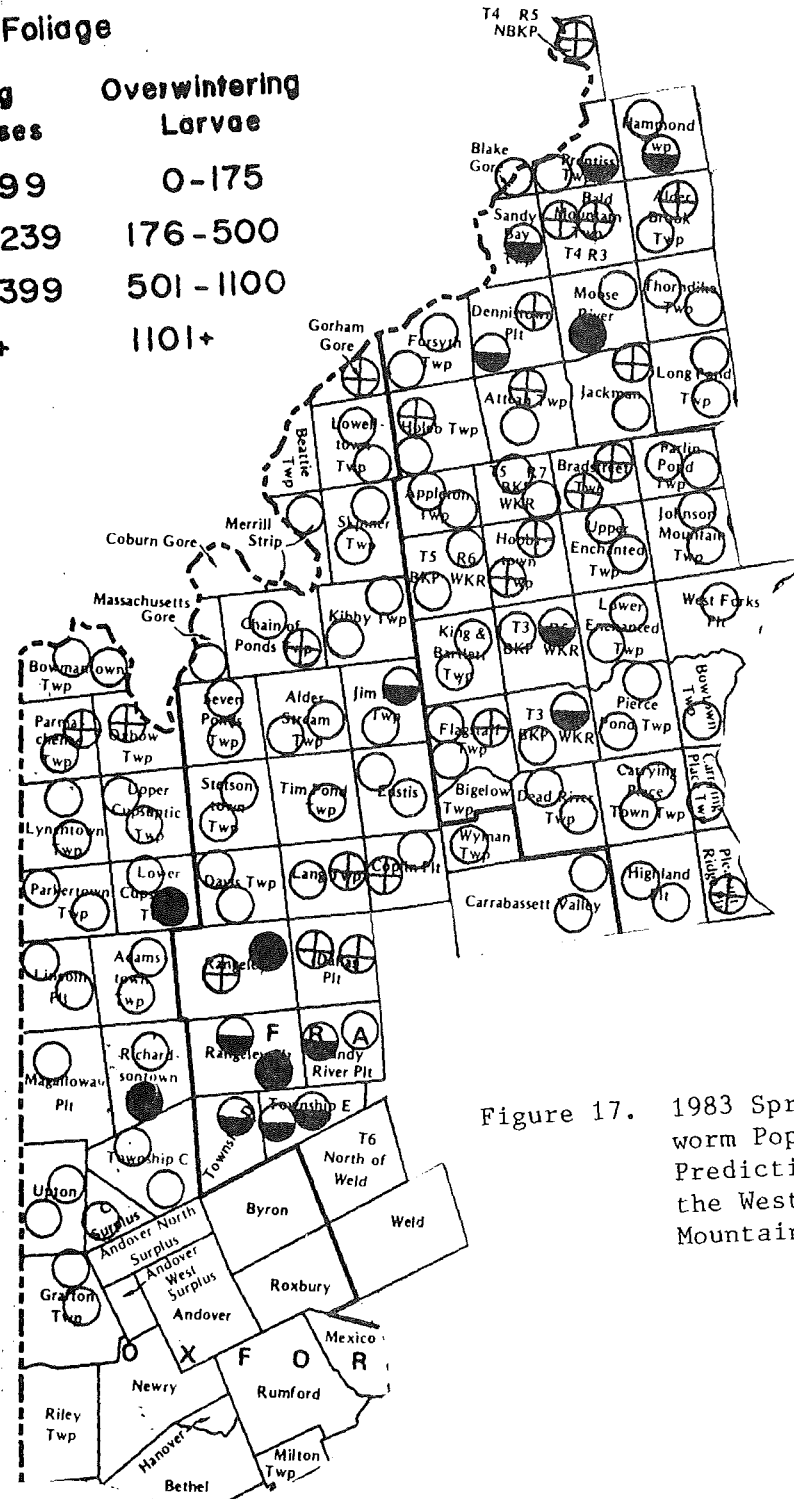 Foliage
Overwintering
Larvae
99 0-175
239 176-500
399 501-1100
+ 1101+
T4 R5
NBKP
Hammond
Twp
Blake
Gore
Prentiss
Twp
Sandy
Bay
Twp
Bald
Mountain
Twp
T4 R3
Alder
Brook
Twp
Dennistown
Plt
Moose
River
Thorndike
Twp
Gorham
Gore
Forsyth
Twp
Attean Twp
Jackman
Long Pond
Twp
Lowell-
town
Twp
Holeb Twp
Beattie
Twp
Appleton
Twp
T5 R7
BKP
WKR
Bradstreet
Twp
Parlin
Pond
Twp
Merrill
Strip
Skinner
Twp
Coburn Gore
T5 R6
BKP WKR
Hobbs-
town
Twp
Upper
Enchanted
Twp
Johnson
Mountain
Twp
Massachusetts
Gore
Chain of
Ponds Twp
Kibby Twp
King &
Bartlett
Twp
T3 R5
BKP WKR
Lower
Enchanted
Twp
West Forks
Plt
Bowmantown
Twp
Parma-
chenee
Twp
Oxbow
Twp
Seven
Ponds
Twp
Alder
Stream
Twp
Jim
Twp
Flagstaff
Twp
T3
BKP WKR
Pierce
Pond Twp
Bowtown
Twp
Lynchtown
Twp
Upper
Cupsuptic
Twp
Stetson
town
Twp
Tim Pond
Twp
Eustis
Bigelow
Twp
Dead River
Twp
Carrying
Place
Town Twp
Carrying
Place Twp
Wyman
Twp
Parkertown
Twp
Lower
Cups
T
Davis Twp
Lang Twp
Coplin Plt
Carrabassett Valley
Highland
Plt
Pleasant
Ridge Plt
Lincoln
Plt
Adams
town
Twp
Rangeley
Dallas
Plt
Magalloway
Plt
Richard-
sontown
Rangeley Plt
F R A
Sandy
River Plt
Township C
Township D
Township E
T6
North of
Weld
Upton
C
Surplus
Andover North
Surplus
Byron
Weld
Andover
West
Surplus
Grafton
Twp
Andover
Roxbury
Mexico
O X F O R
Newry
Rumford
Riley
Twp
Hanover
Milton
Twp
Bethel
Figure 17. 1983 Spr
worm Pop
Predicti
the West
Mountai